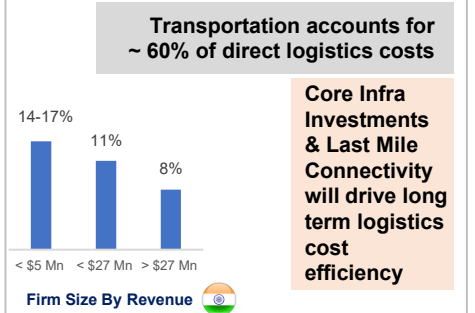 Transportation accounts for
~ 60% of direct logistics costs
Core Infra
Investments
& Last Mile
Connectivity
will drive long
term logistics
cost
efficiency
14-17%
11%
8%
< $5 Mn < $27 Mn > $27 Mn
Firm Size By Revenue